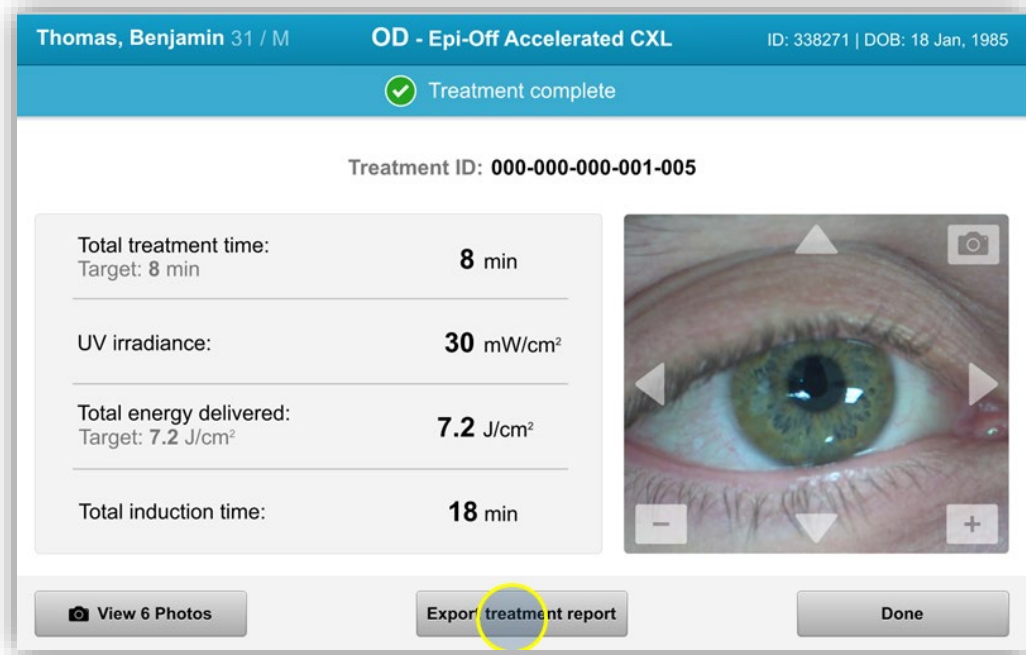 Thomas, Benjamin 31 / M
OD - Epi-Off Accelerated CXL
ID: 338271 | DOB: 18 Jan, 1985
Treatment complete
Treatment ID: 000-000-000-001-005
Total treatment time:
Target: 8 min
8 min
UV irradiance:
30 mW/cm²
Total energy delivered:
Target: 7.2 J/cm²
7.2 J/cm²
Total induction time:
18 min
View 6 Photos
Export treatment report
Done